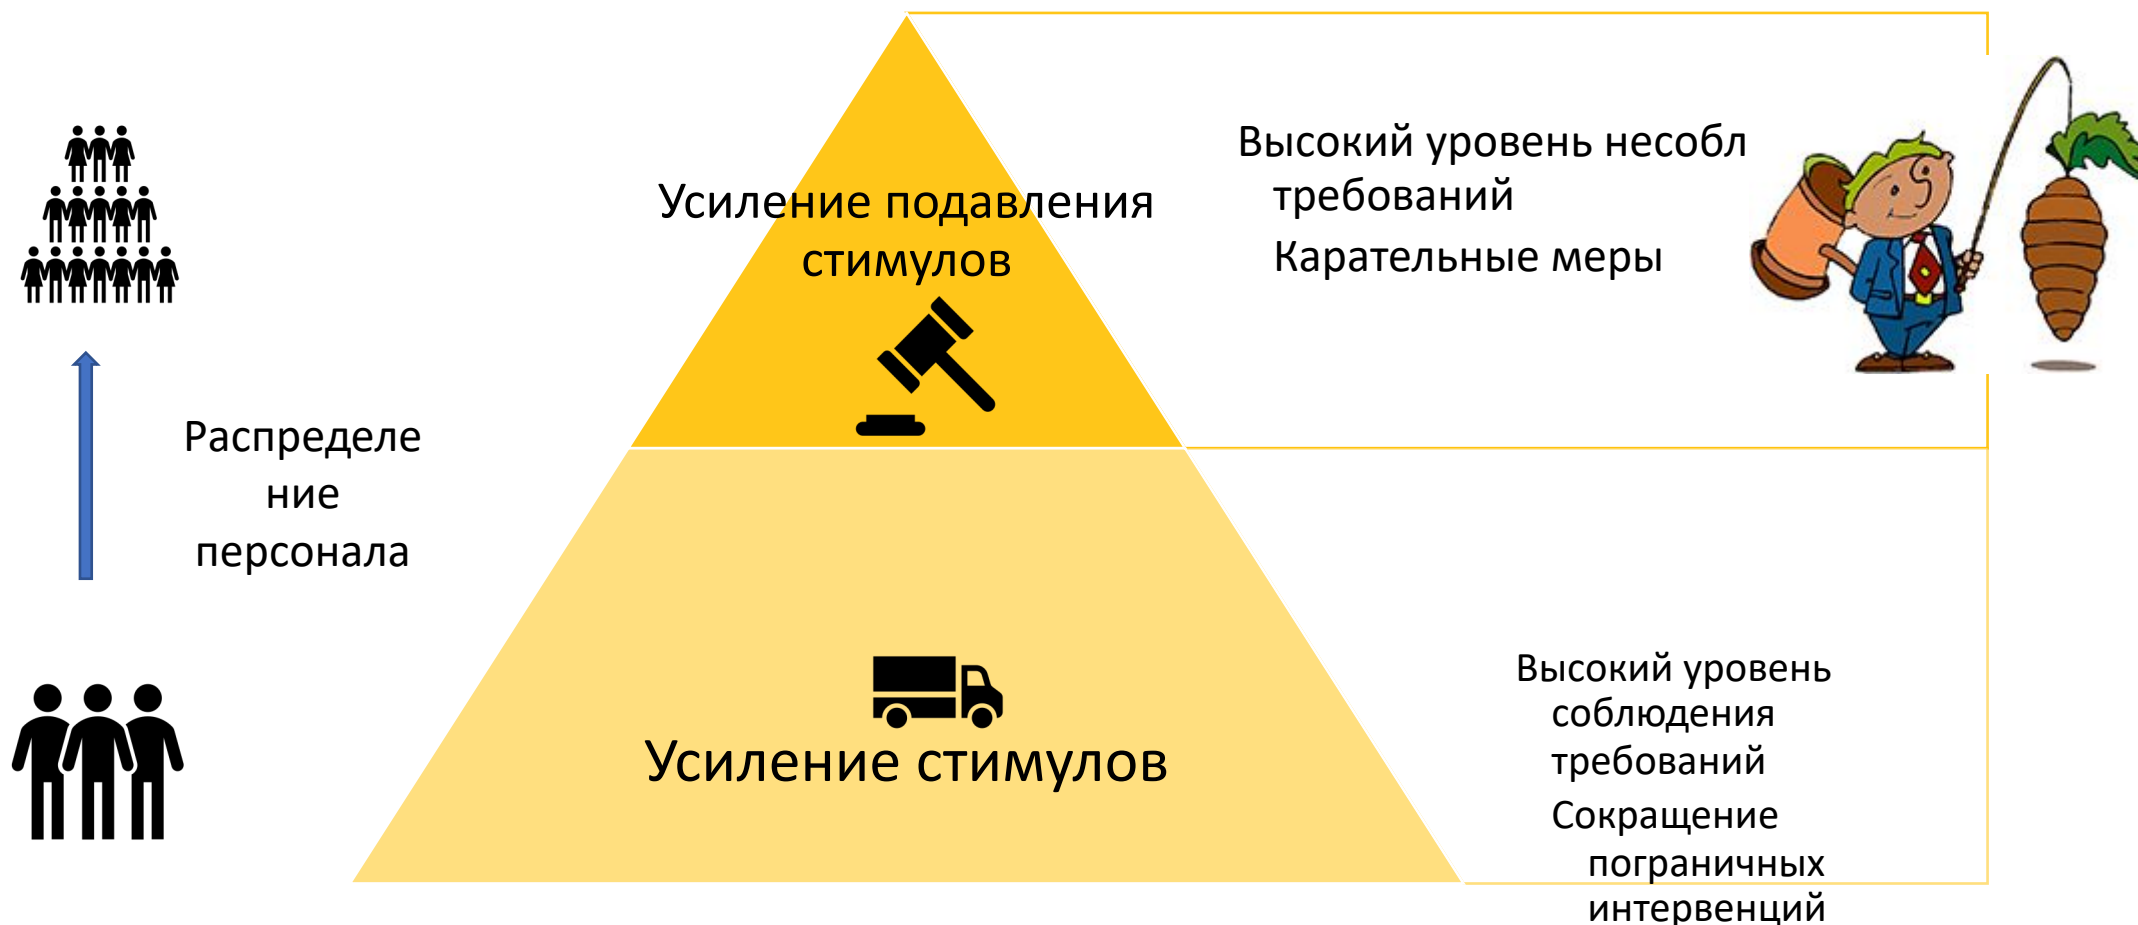 Усиление подавления
стимулов
Высокий уровень несобл
требований
Карательные меры
Распределе
ние
персонала
Усиление стимулов
Высокий уровень
соблюдения
требований
Сокращение
пограничных
интервенций